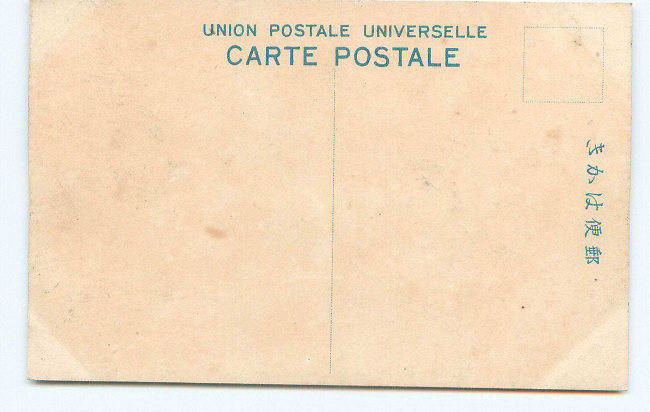 UNION POSTALE UNIVERSELLE
CARTE POSTALE
郵便はかき